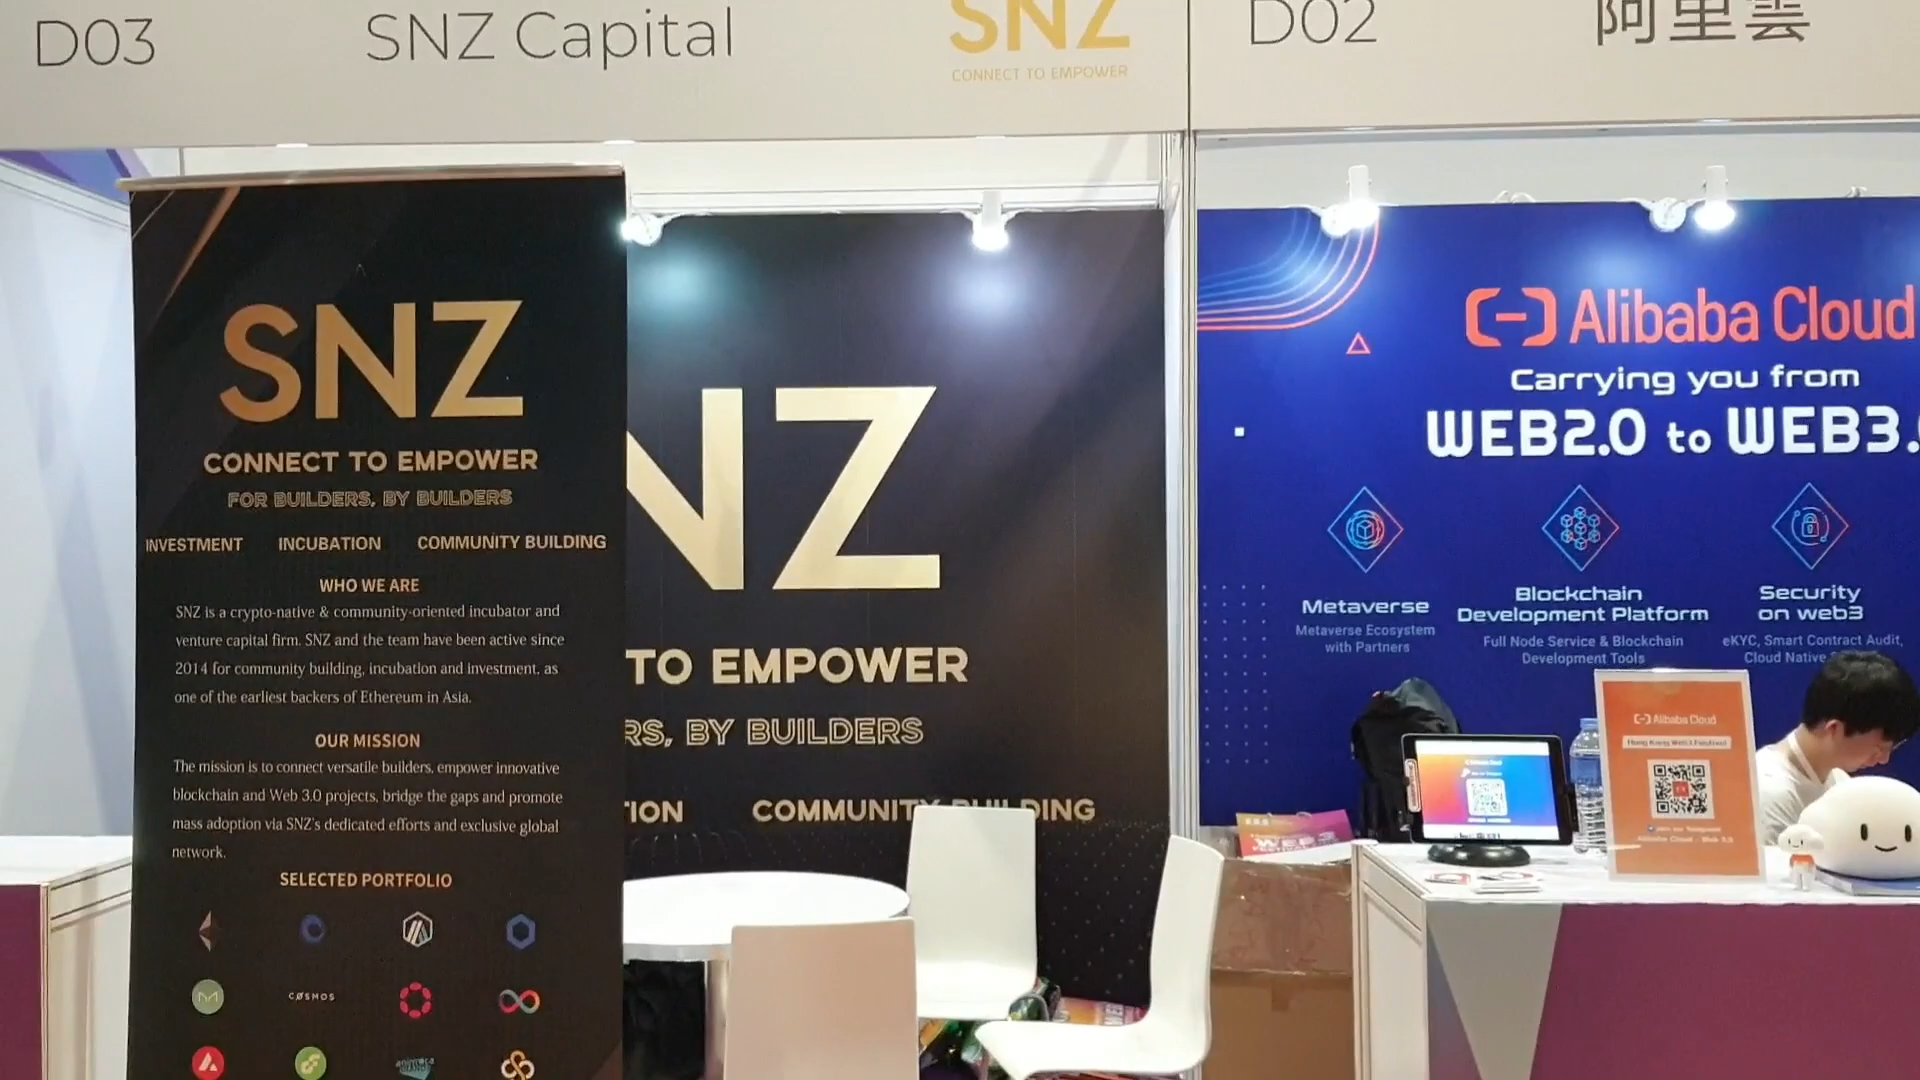 D03
SNZ Capital
SNZ
CONNECT TO EMPOWER
D02
阿里雲
SNZ
CONNECT TO EMPOWER
FOR BUILDERS, BY BUILDERS
INVESTMENT INCUBATION COMMUNITY BUILDING
WHO WE ARE
SNZ is a crypto-native & community-oriented incubator and
venture capital firm. SNZ and the team have been active since
2014 for community building, incubation and investment, as
one of the earliest backers of Ethereum in Asia.
OUR MISSION
The mission is to connect versatile builders, empower innovative
blockchain and Web 3.0 projects, bridge the gaps and promote
mass adoption via SNZ's dedicated efforts and exclusive global
network.
SELECTED PORTFOLIO
COSMOS
NZ
TO EMPOWER
RS, BY BUILDERS
TION COMMUNITY BUILDING
Alibaba Cloud
Carrying you from
WEB2.0 to WEB3.
Metaverse
Metaverse Ecosystem
with Partners
Blockchain
Development Platform
Full Node Service & Blockchain
Development Tools
Security
on web3
eKYC, Smart Contract Audit,
Cloud Native
Alibaba Cloud
Hong Kong Web3 Festival